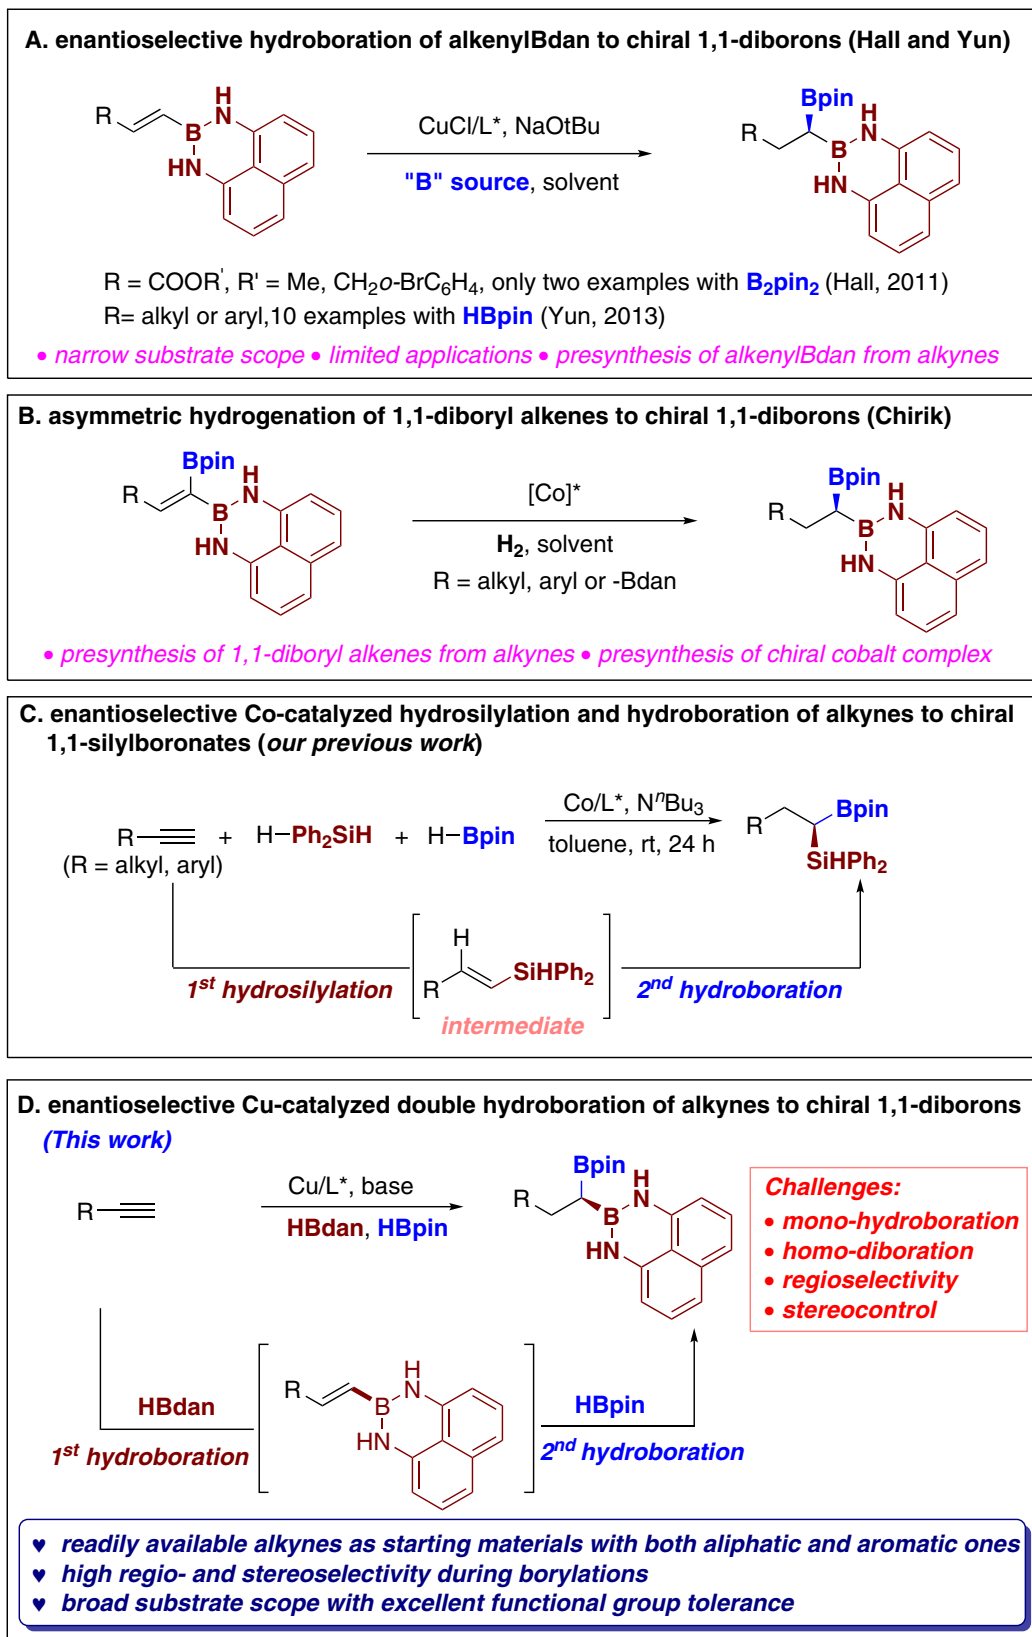 A. enantioselective hydroboration of alkenylBdan to chiral 1,1-diborons (Hall and Yun)
R
H
N
B
HN
CuCl/L*, NaOtBu
"B" source, solvent
Bpin
H
N
R
B
HN
R = COOR', R' = Me, CH₂o-BrC₆H₄, only two examples with B₂pin₂ (Hall, 2011)
R= alkyl or aryl,10 examples with HBpin (Yun, 2013)
• narrow substrate scope • limited applications • presynthesis of alkenylBdan from alkynes
B. asymmetric hydrogenation of 1,1-diboryl alkenes to chiral 1,1-diborons (Chirik)
Bpin
H
N
R
B
HN
[Co]*
H₂, solvent
R = alkyl, aryl or -Bdan
Bpin
H
N
R
B
HN
• presynthesis of 1,1-diboryl alkenes from alkynes • presynthesis of chiral cobalt complex
C. enantioselective Co-catalyzed hydrosilylation and hydroboration of alkynes to chiral
1,1-silylboronates (our previous work)
R
+ H–Ph₂SiH + H–Bpin
(R = alkyl, aryl)
Co/L*, NⁿBu₃
toluene, rt, 24 h
R
Bpin
SiHPh₂
H
R
SiHPh₂
1ˢᵗ hydrosilylation
intermediate
2ⁿᵈ hydroboration
D. enantioselective Cu-catalyzed double hydroboration of alkynes to chiral 1,1-diborons
(This work)
R
Cu/L*, base
HBdan, HBpin
Bpin
H
N
R
B
HN
Challenges:
• mono-hydroboration
• homo-diboration
• regioselectivity
• stereocontrol
HBdan
1ˢᵗ hydroboration
H
N
R
B
HN
HBpin
2ⁿᵈ hydroboration
♥ readily available alkynes as starting materials with both aliphatic and aromatic ones
♥ high regio- and stereoselectivity during borylations
♥ broad substrate scope with excellent functional group tolerance